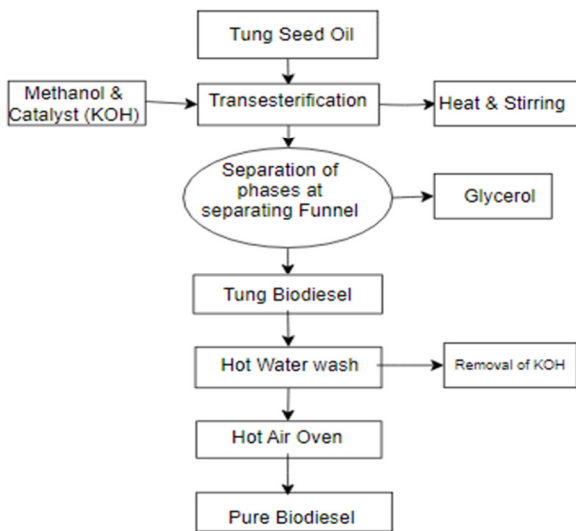 Tung Seed Oil
Methanol &
Catalyst (KOH)
Transesterification
Heat & Stirring
Separation of
phases at
separating Funnel
Glycerol
Tung Biodiesel
Hot Water wash
Removal of KOH
Hot Air Oven
Pure Biodiesel